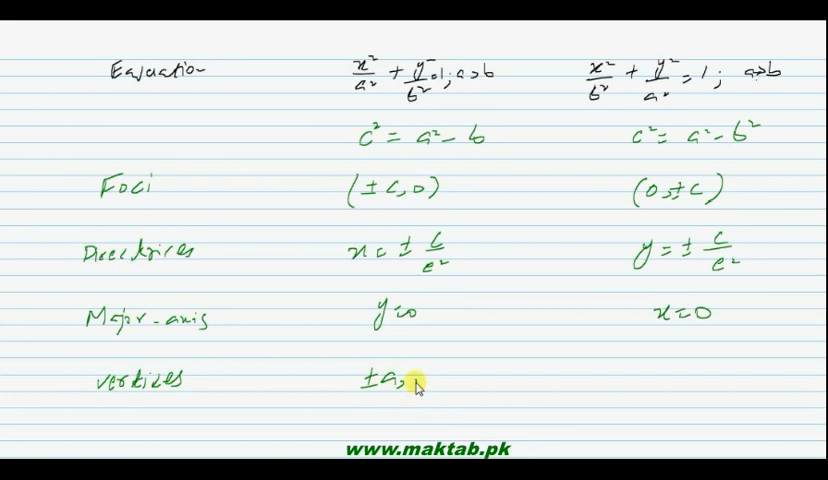 Equation x²/a² + y²/b² = 1; a>b x²/b² + y²/a² = 1; a>b
c² = a² - b c² = a² - b²
Foci (± c, 0) (0, ± c)
Directrices x = ± c/e² y = ± c/e²
Major-axis y = 0 x = 0
vertices ±a,
www.maktab.pk